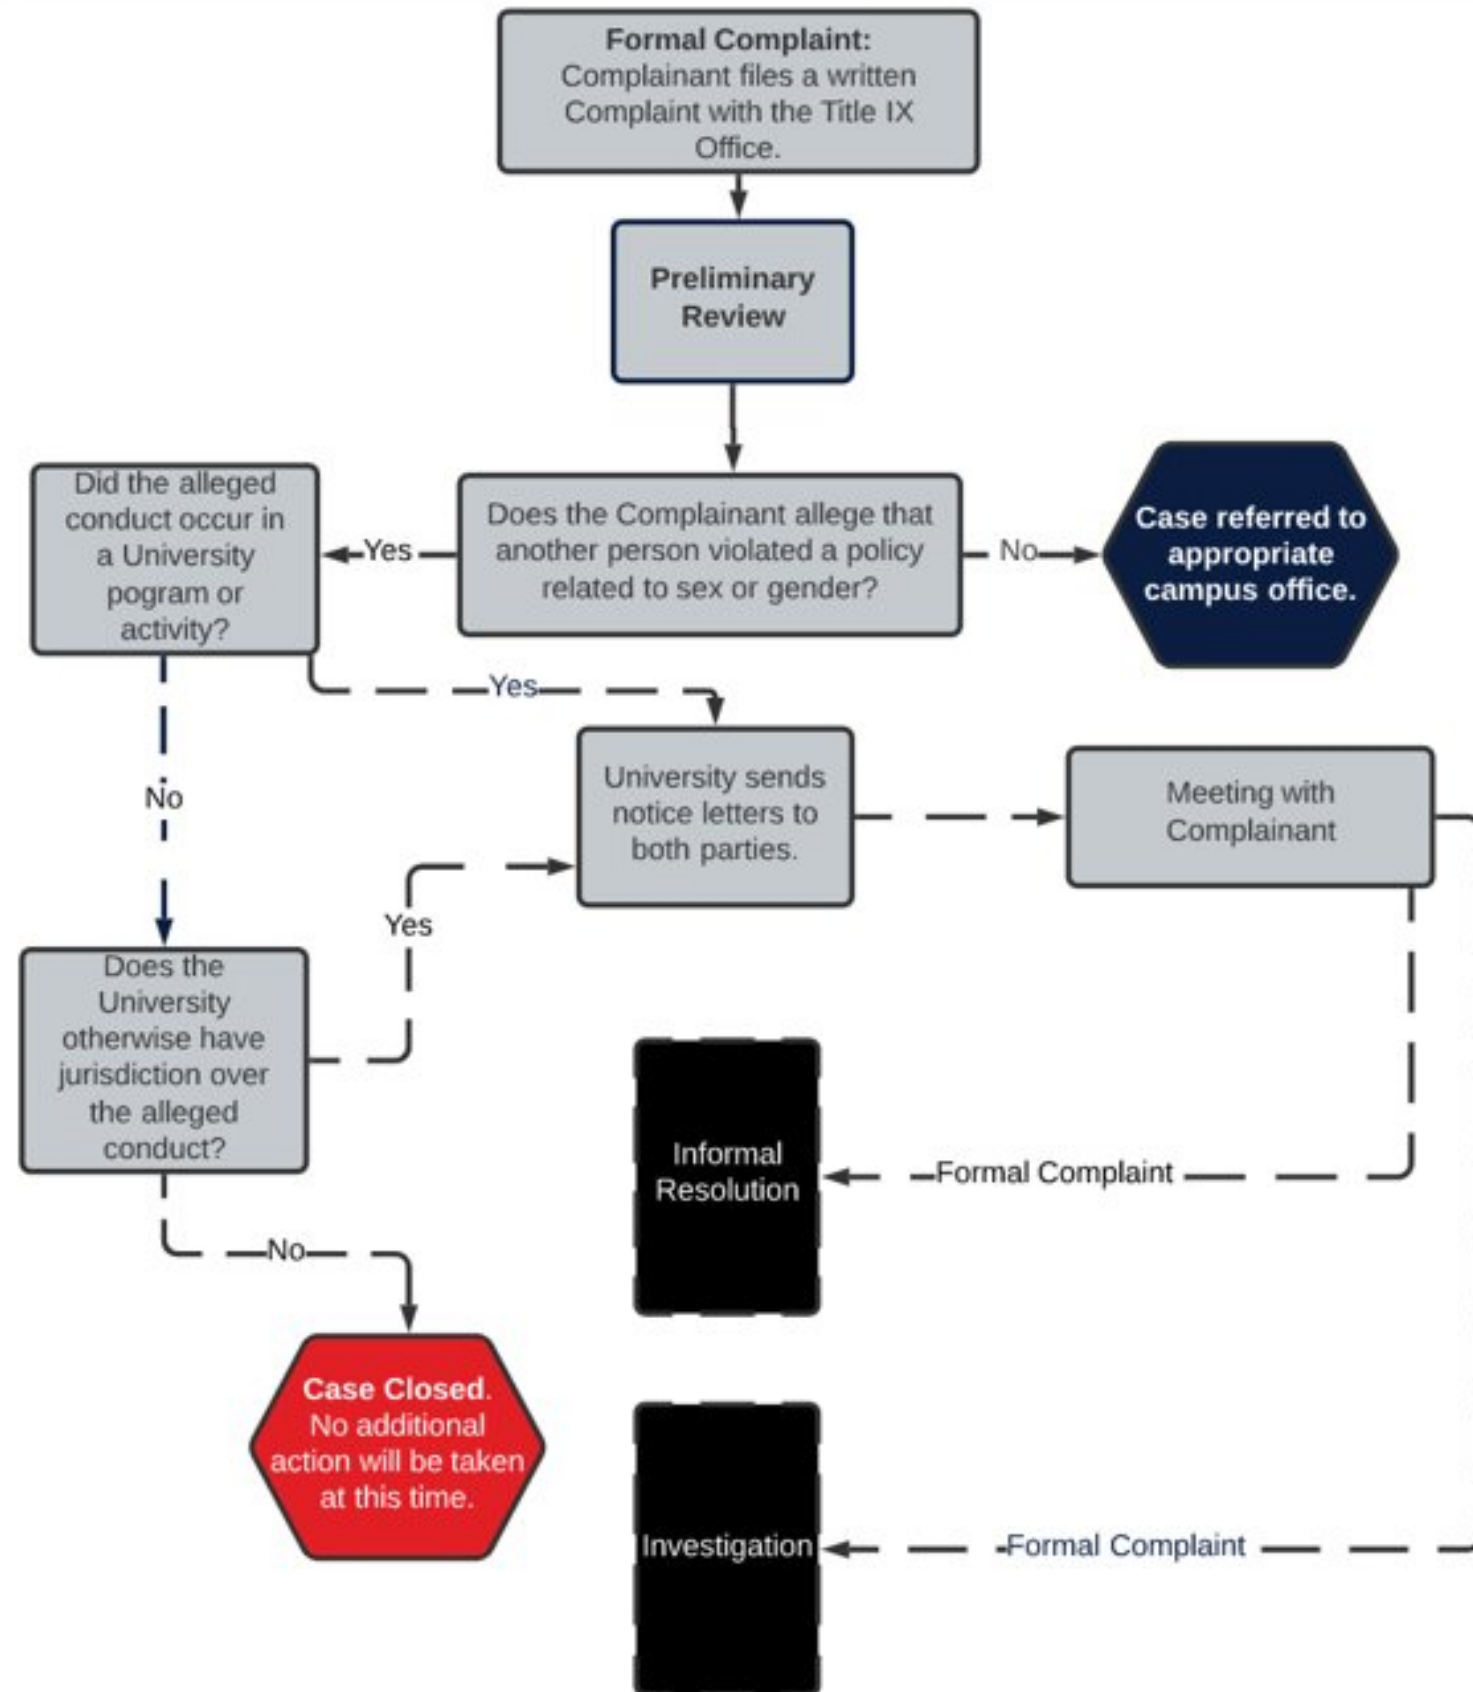 Formal Complaint:
Complainant files a written
Complaint with the Title IX
Office.
Preliminary
Review
Did the alleged
conduct occur in
a University
pogram or
activity?
Yes
Does the Complainant allege that
another person violated a policy
related to sex or gender?
No
Case referred to
appropriate
campus office.
Yes
No
University sends
notice letters to
both parties.
Meeting with
Complainant
Yes
Does the
University
otherwise have
jurisdiction over
the alleged
conduct?
Informal
Resolution
Formal Complaint
No
Case Closed.
No additional
action will be taken
at this time.
Investigation
Formal Complaint